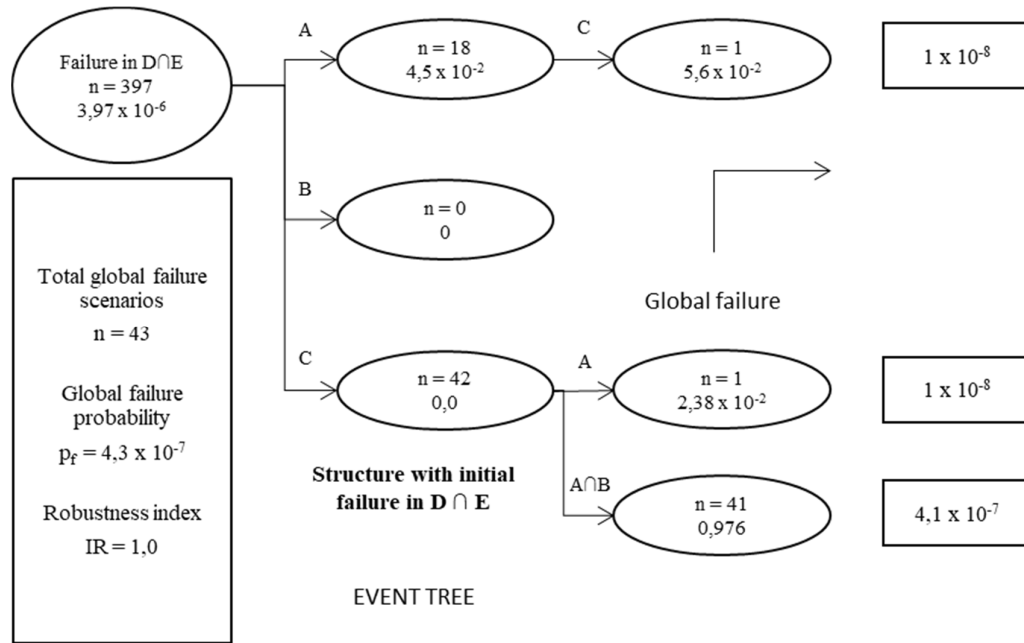 Failure in D∩E
n = 397
3,97 x 10⁻⁶
A
n = 18
4,5 x 10⁻²
C
n = 1
5,6 x 10⁻²
1 x 10⁻⁸
B
n = 0
0
Total global failure
scenarios
n = 43
Global failure
probability
p_f = 4,3 x 10⁻⁷
Robustness index
IR = 1,0
Global failure
C
n = 42
0,0
A
n = 1
2,38 x 10⁻²
1 x 10⁻⁸
Structure with initial
failure in D ∩ E
A∩B
n = 41
0,976
4,1 x 10⁻⁷
EVENT TREE